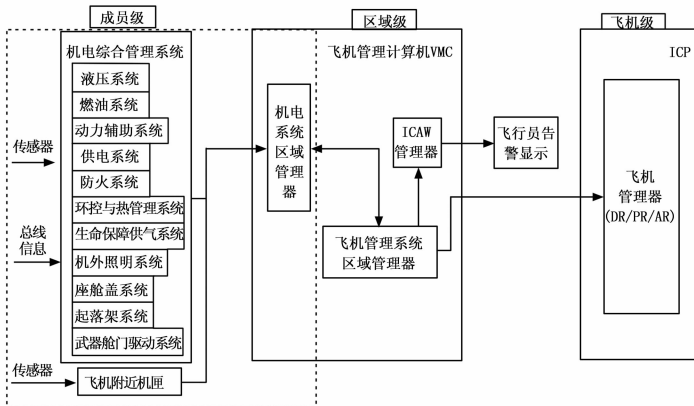 成员级
机电综合管理系统
液压系统
燃油系统
动力辅助系统
供电系统
防火系统
环控与热管理系统
生命保障供气系统
机外照明系统
座舱盖系统
起落架系统
武器舱门驱动系统
传感器
总线
信息
传感器
飞机附近机匣
区域级
飞机管理计算机VMC
机电
系统
区域
管理
器
ICAW
管理器
飞机管理系统
区域管理器
飞行员告
警显示
飞机级
ICP
飞机
管理器
(DR/PR/AR)